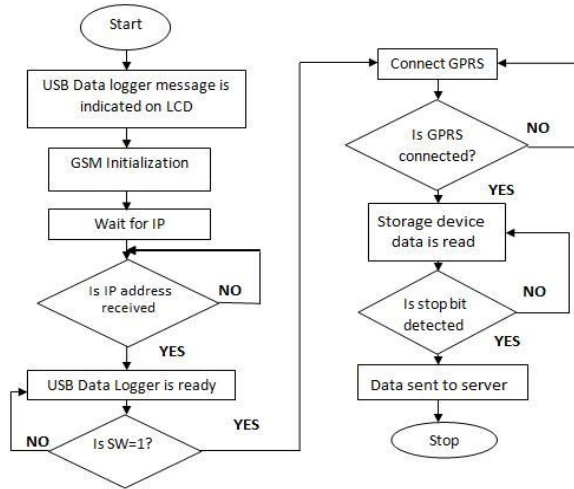 Start
USB Data logger message is
indicated on LCD
GSM Initialization
Wait for IP
Is IP address
received
NO
YES
USB Data Logger is ready
Is SW=1?
NO
YES
Connect GPRS
Is GPRS
connected?
NO
YES
Storage device
data is read
Is stop bit
detected
NO
YES
Data sent to server
Stop